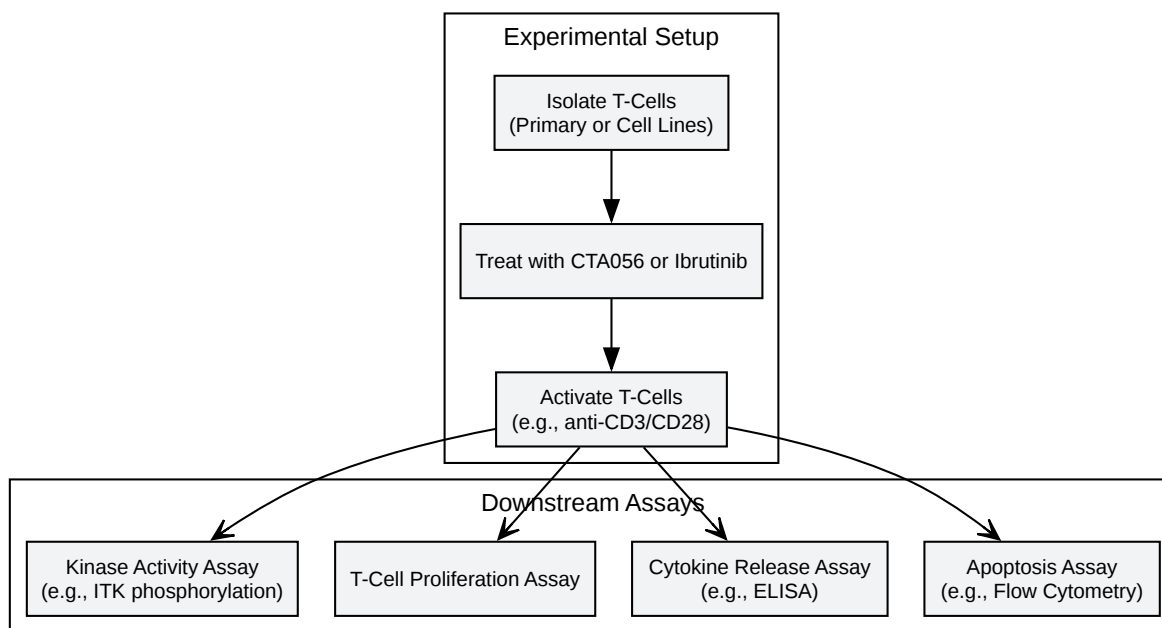 Experimental Setup
Isolate T-Cells
(Primary or Cell Lines)
Treat with CTA056 or Ibrutinib
Activate T-Cells
(e.g., anti-CD3/CD28)
Downstream Assays
Kinase Activity Assay
(e.g., ITK phosphorylation)
T-Cell Proliferation Assay
Cytokine Release Assay
(e.g., ELISA)
Apoptosis Assay
(e.g., Flow Cytometry)